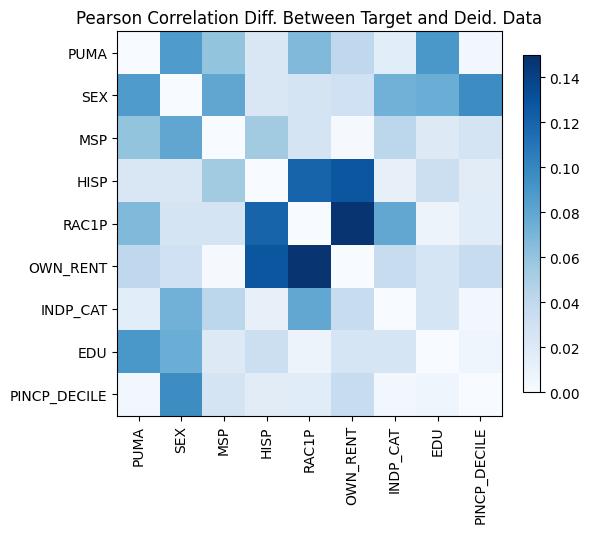 Pearson Correlation Diff. Between Target and Deid. Data
PUMA
SEX
MSP
HISP
RAC1P
OWN_RENT
INDP_CAT
EDU
PINCP_DECILE
PUMA
SEX
MSP
HISP
RAC1P
OWN_RENT
INDP_CAT
EDU
PINCP_DECILE
0.14
0.12
0.10
0.08
0.06
0.04
0.02
0.00